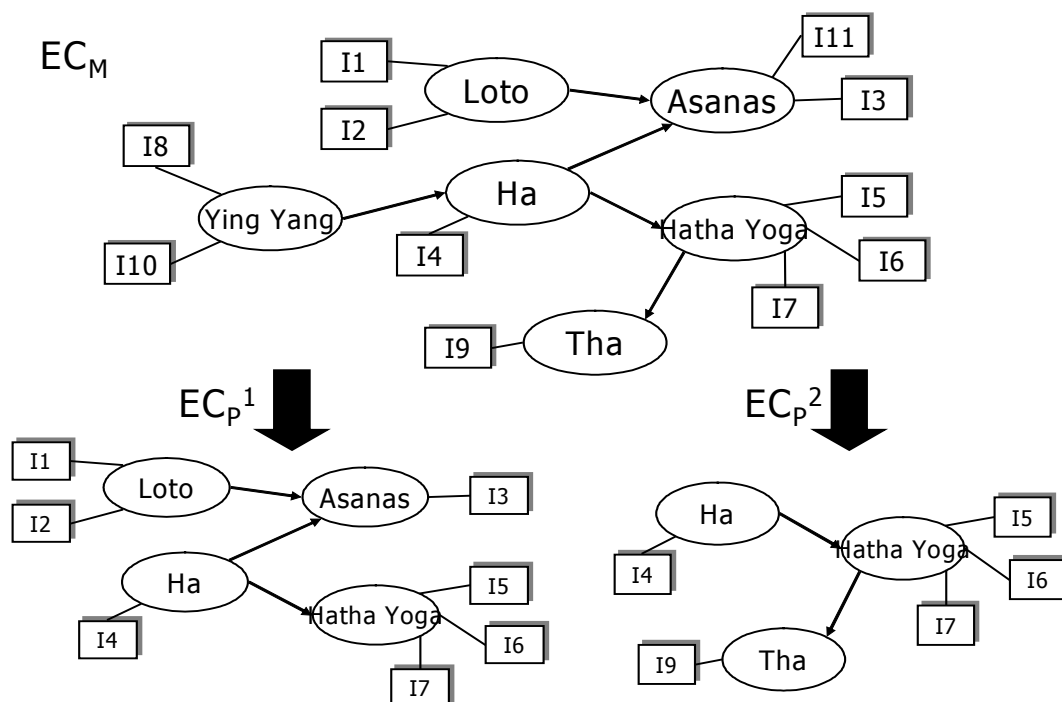 EC_M
I1
I11
Loto
Asanas
I3
I2
I8
Ha
I5
Ying Yang
Hatha Yoga
I10
I4
I6
I7
I9
Tha
EC_P^1
EC_P^2
I1
Loto
Asanas
I3
I2
Ha
I5
Hatha Yoga
I4
I6
I7
Ha
I5
Hatha Yoga
I4
I6
I7
I9
Tha